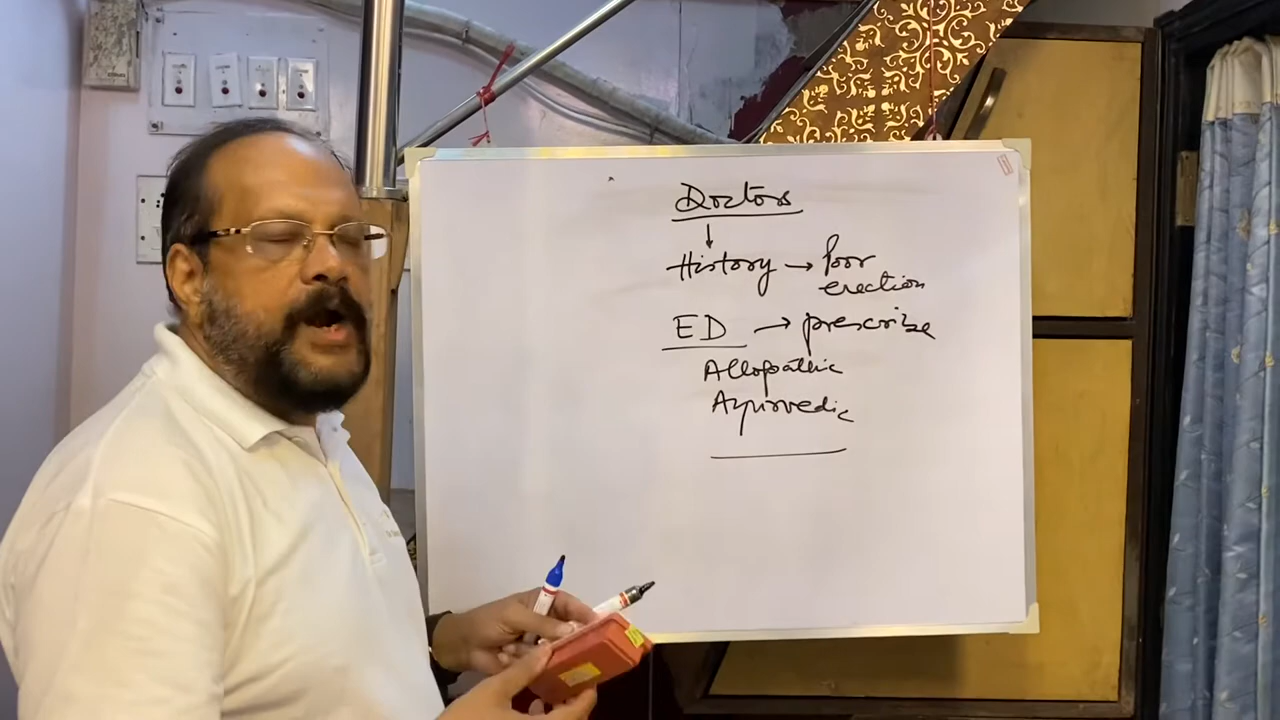 Doctors
↓
History → Poor
erection
ED → prescribe
Allopathic
Ayurvedic